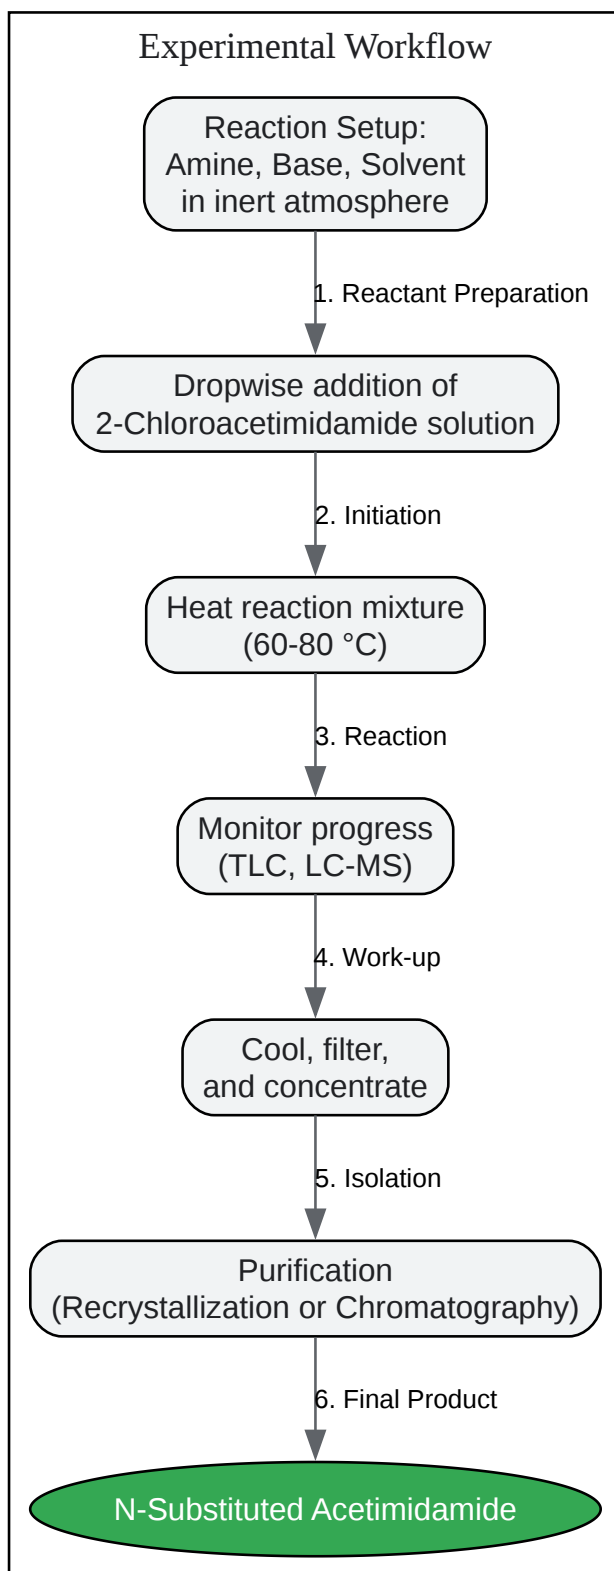 Experimental Workflow
Reaction Setup:
Amine, Base, Solvent
in inert atmosphere
1. Reactant Preparation
Dropwise addition of
2-Chloroacetimidamide solution
2. Initiation
Heat reaction mixture
(60-80 °C)
3. Reaction
Monitor progress
(TLC, LC-MS)
4. Work-up
Cool, filter,
and concentrate
5. Isolation
Purification
(Recrystallization or Chromatography)
6. Final Product
N-Substituted Acetimidamide